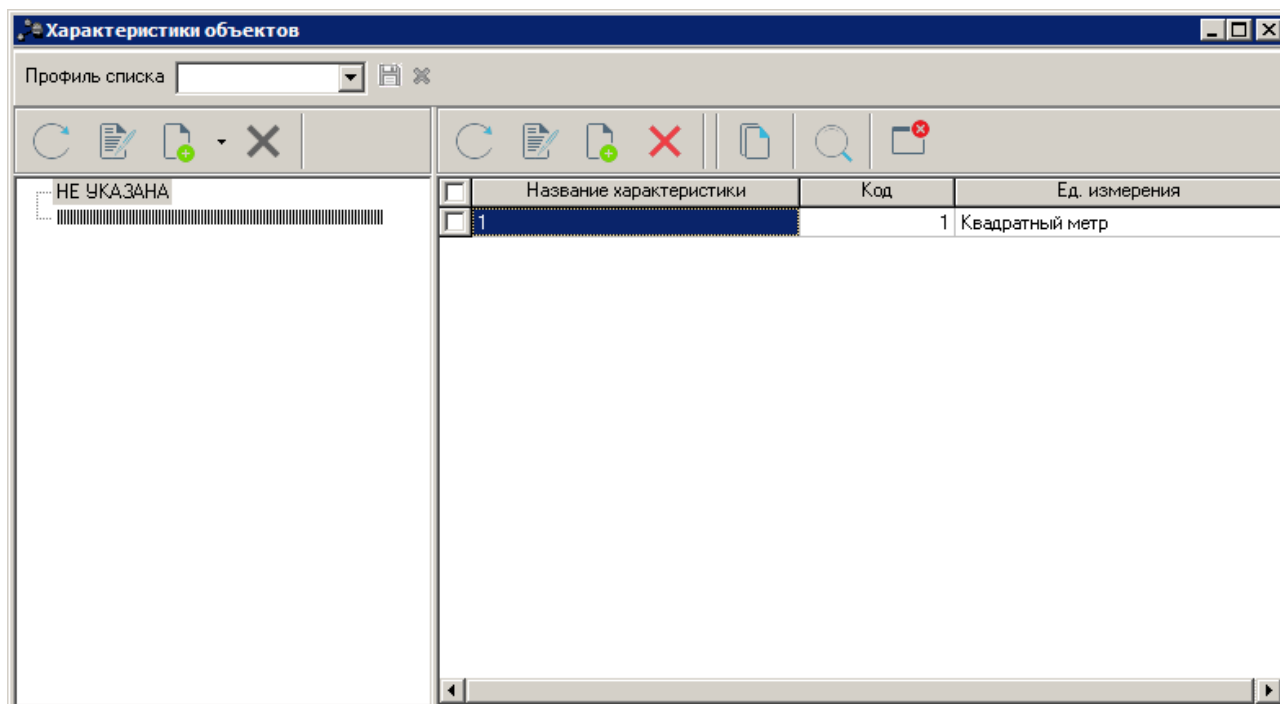 Характеристики объектов
Профиль списка
НЕ УКАЗАНА
Название характеристики Код Ед. измерения
1 1 Квадратный метр